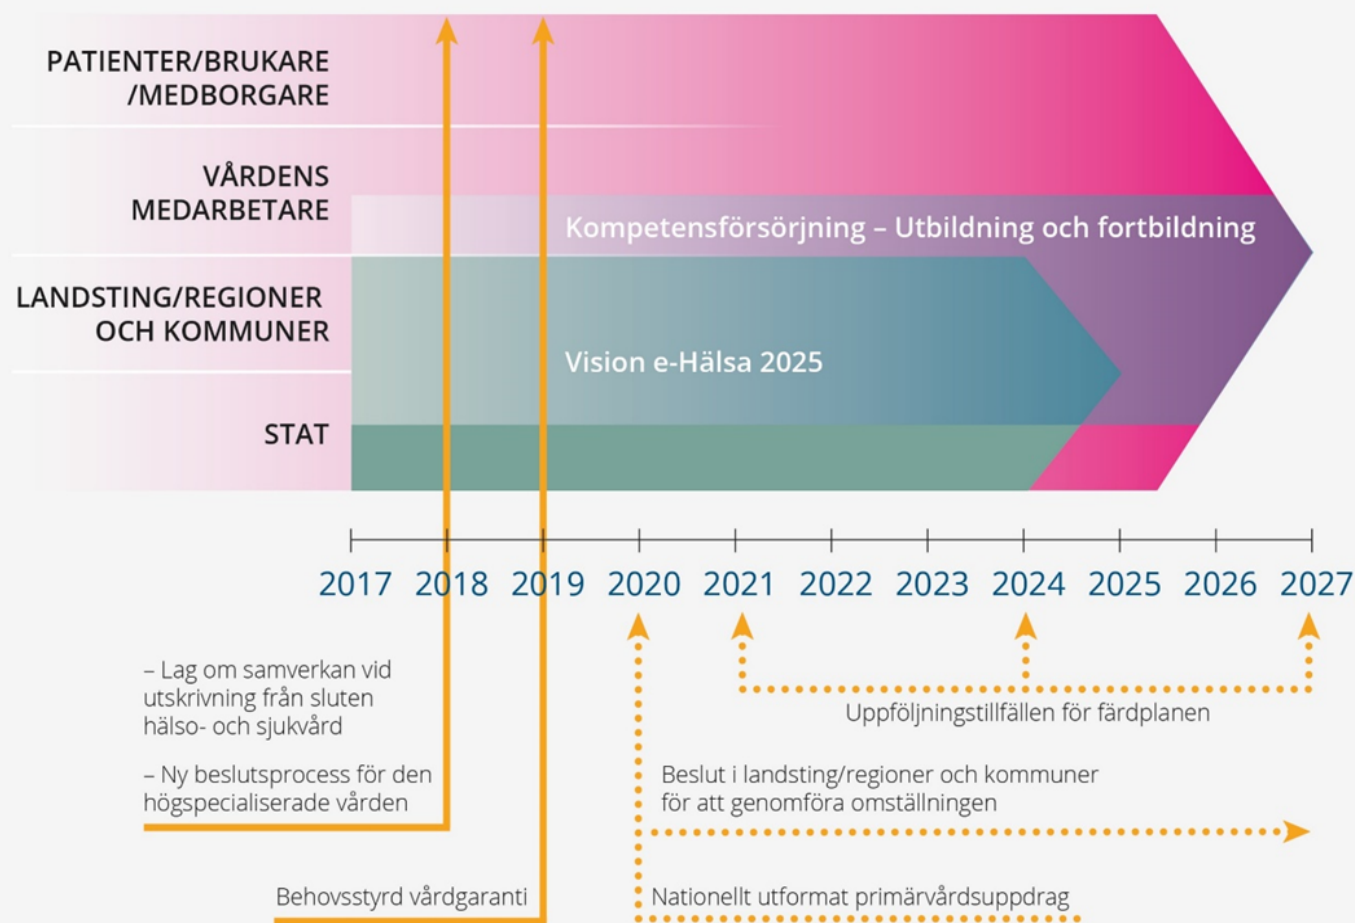 PATIENTER/BRUKARE
/MEDBORGARE
VÅRDENS
MEDARBETARE
Kompetensförsörjning – Utbildning och fortbildning
LANDSTING/REGIONER
OCH KOMMUNER
Vision e-Hälsa 2025
STAT
2017 2018 2019 2020 2021 2022 2023 2024 2025 2026 2027
– Lag om samverkan vid
utskrivning från sluten
hälso- och sjukvård
– Ny beslutsprocess för den
högspecialiserade vården
Uppföljningstillfällen för färdplanen
Beslut i landsting/regioner och kommuner
för att genomföra omställningen
Behovsstyrd vårdgaranti
Nationellt utformat primärvårdsuppdrag